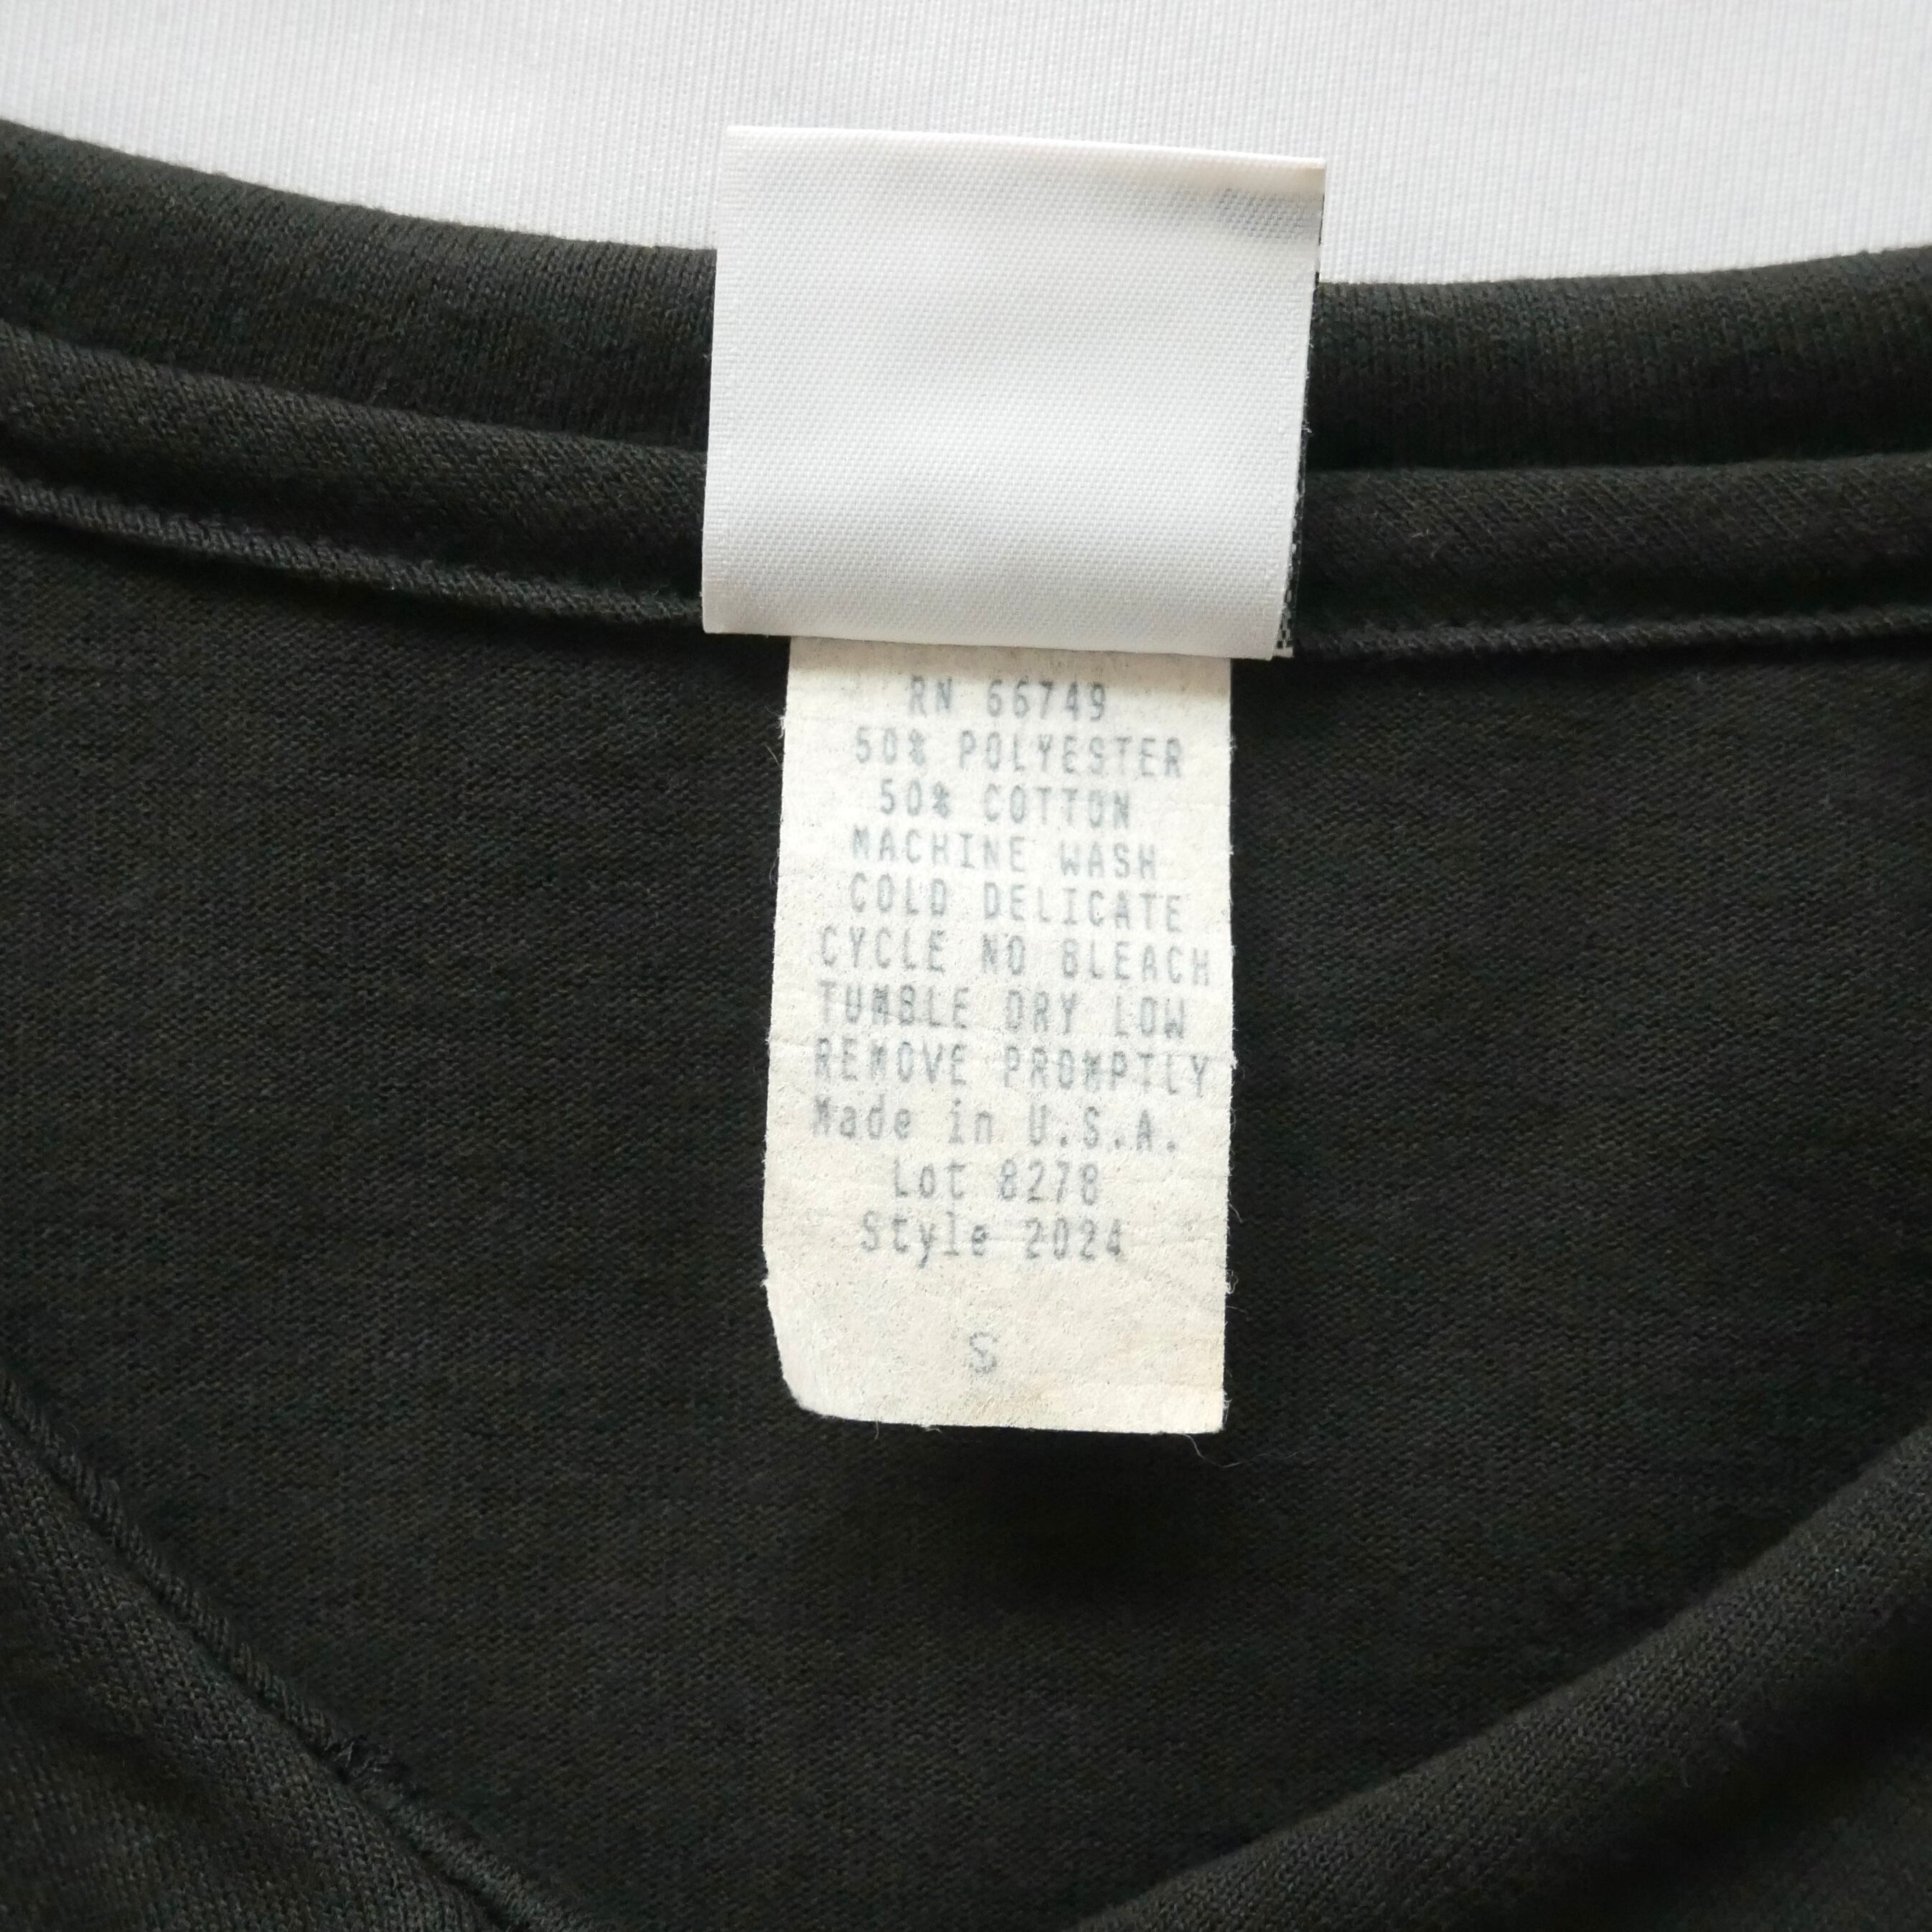 RN 66749
50% POLYESTER
50% COTTON
MACHINE WASH
COLD DELICATE
CYCLE NO BLEACH
TUMBLE DRY LOW
REMOVE PROMPTLY
Made in U.S.A.
Lot 8278
Style 2024
S